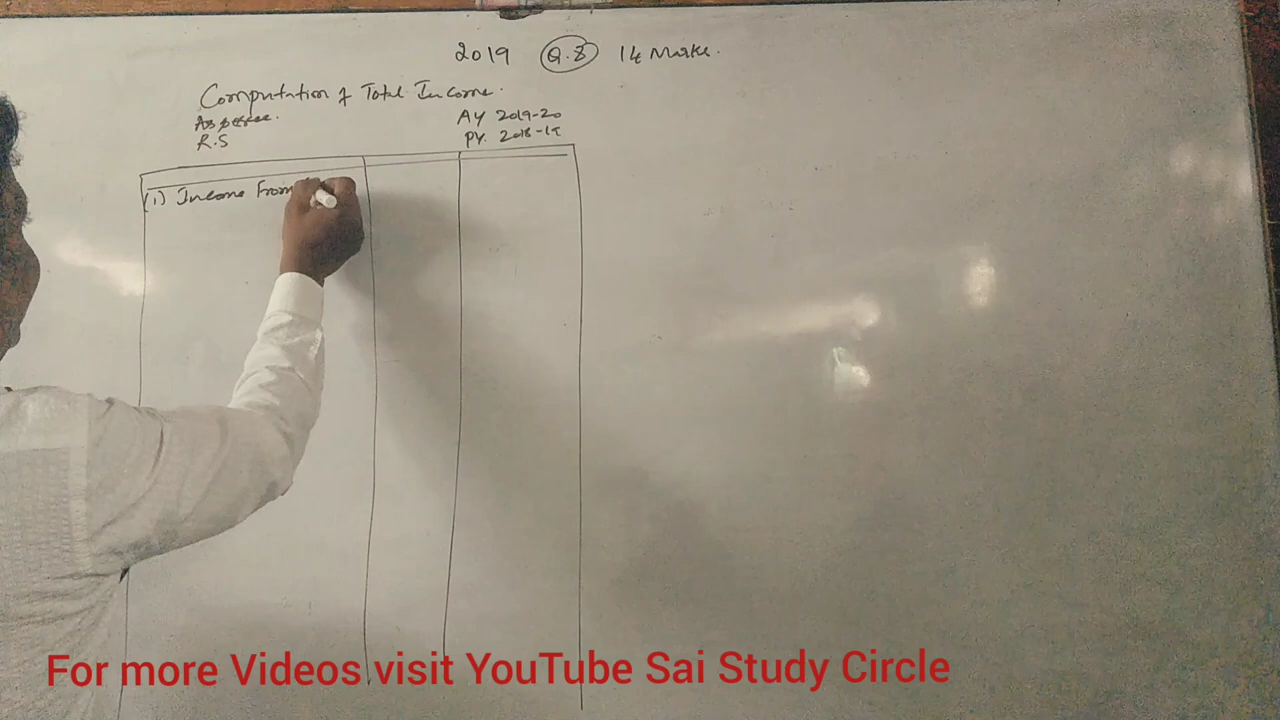 2019 Q.8 14 Marks.
Computation of Total Income.
Assessee. AY 2019-20
R.S PY. 2018-19
(1) Income From
For more Videos visit YouTube Sai Study Circle